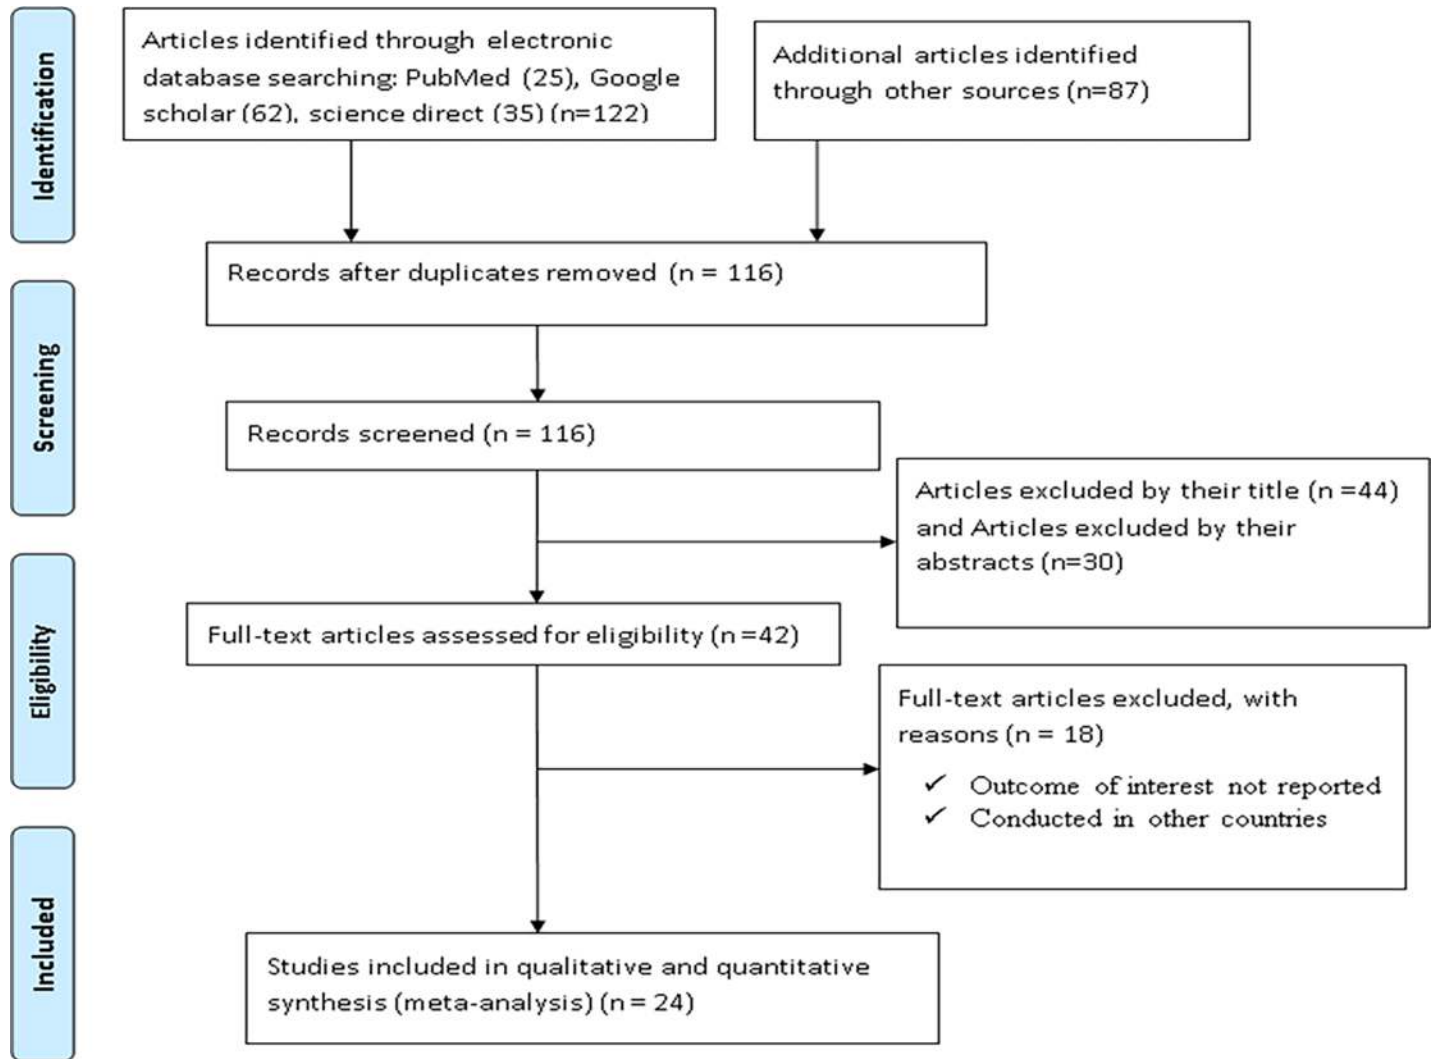 Identification
Articles identified through electronic
database searching: PubMed (25), Google
scholar (62), science direct (35) (n=122)
Additional articles identified
through other sources (n=87)
Records after duplicates removed (n = 116)
Screening
Records screened (n = 116)
Articles excluded by their title (n =44)
and Articles excluded by their
abstracts (n=30)
Eligibility
Full-text articles assessed for eligibility (n =42)
Full-text articles excluded, with
reasons (n = 18)
✓ Outcome of interest not reported
✓ Conducted in other countries
Included
Studies included in qualitative and quantitative
synthesis (meta-analysis) (n = 24)